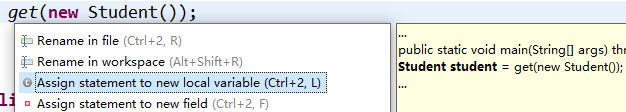 get(new Student());
Rename in file (Ctrl+2, R)
Rename in workspace (Alt+Shift+R)
Assign statement to new local variable (Ctrl+2, L)
Assign statement to new field (Ctrl+2, F)
...
public static void main(String[] args) thr
Student student = get(new Student());
...
li